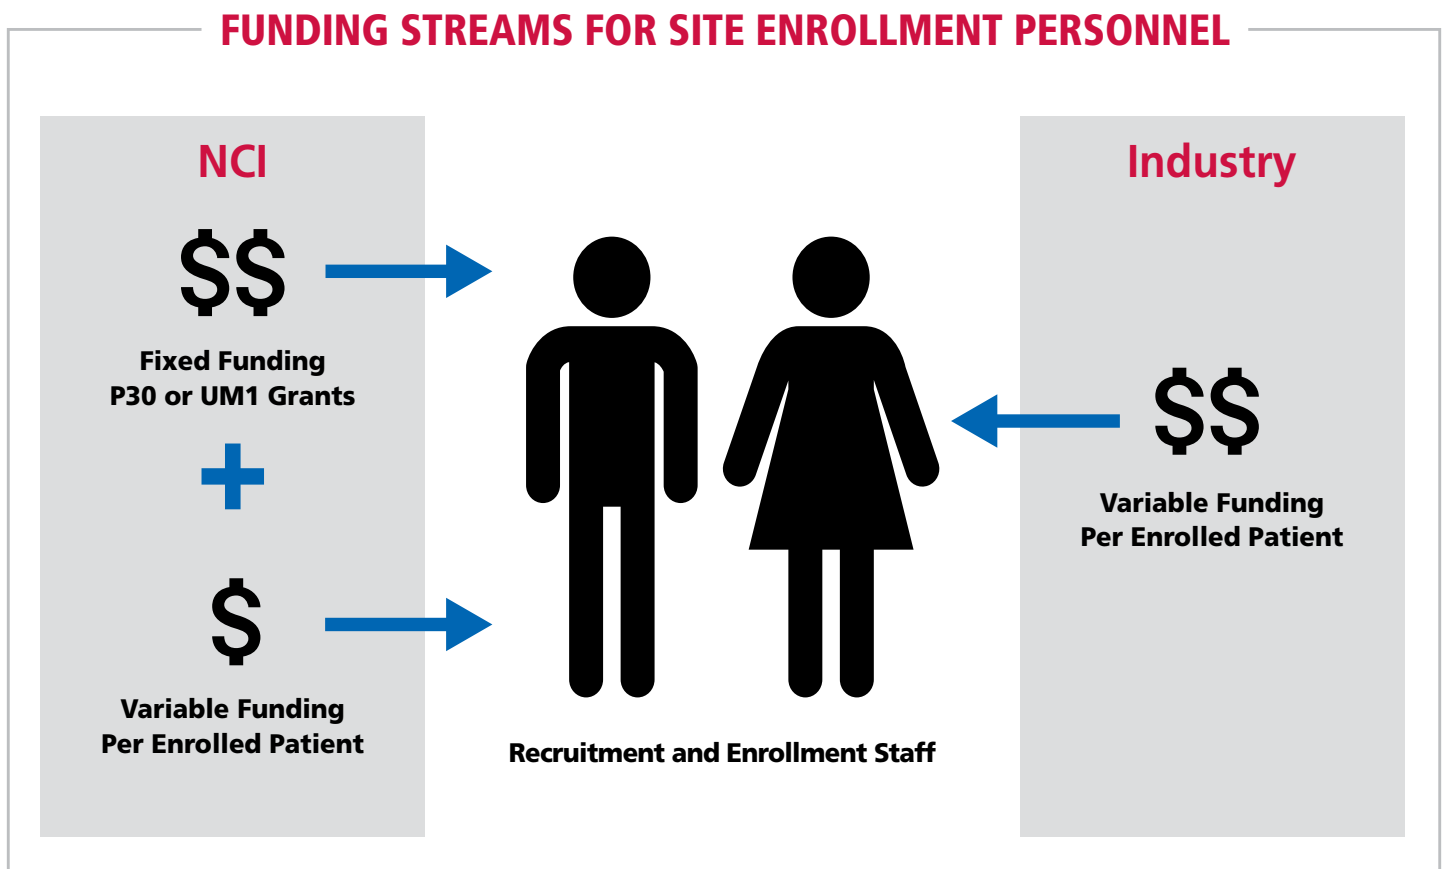 FUNDING STREAMS FOR SITE ENROLLMENT PERSONNEL
NCI
$$
Fixed Funding
P30 or UM1 Grants
+
$
Variable Funding
Per Enrolled Patient
Recruitment and Enrollment Staff
Industry
$$
Variable Funding
Per Enrolled Patient